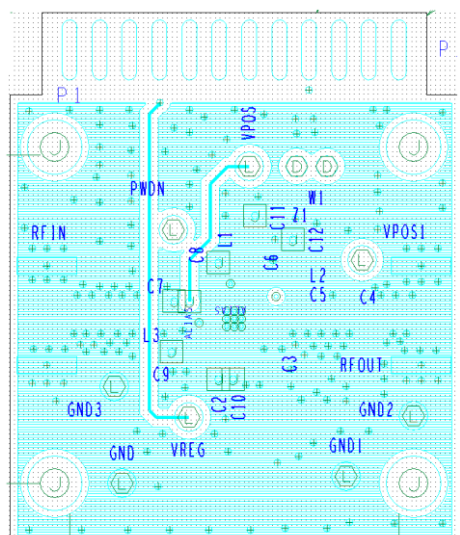 P
P1
VPOS
PWDN
W1
C11
Z1
RFIN
C12
VPOS1
L1
C8
C6
L2
C7
C5
C4
ALIAS
L3
C3
RFOUT
C9
GND3
C2
C10
GND2
VREG
GND
GND1